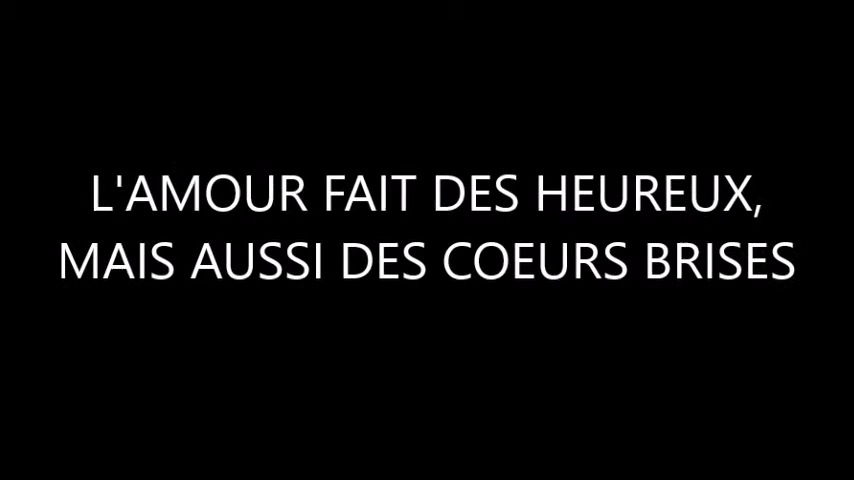 L'AMOUR FAIT DES HEUREUX,
MAIS AUSSI DES COEURS BRISES